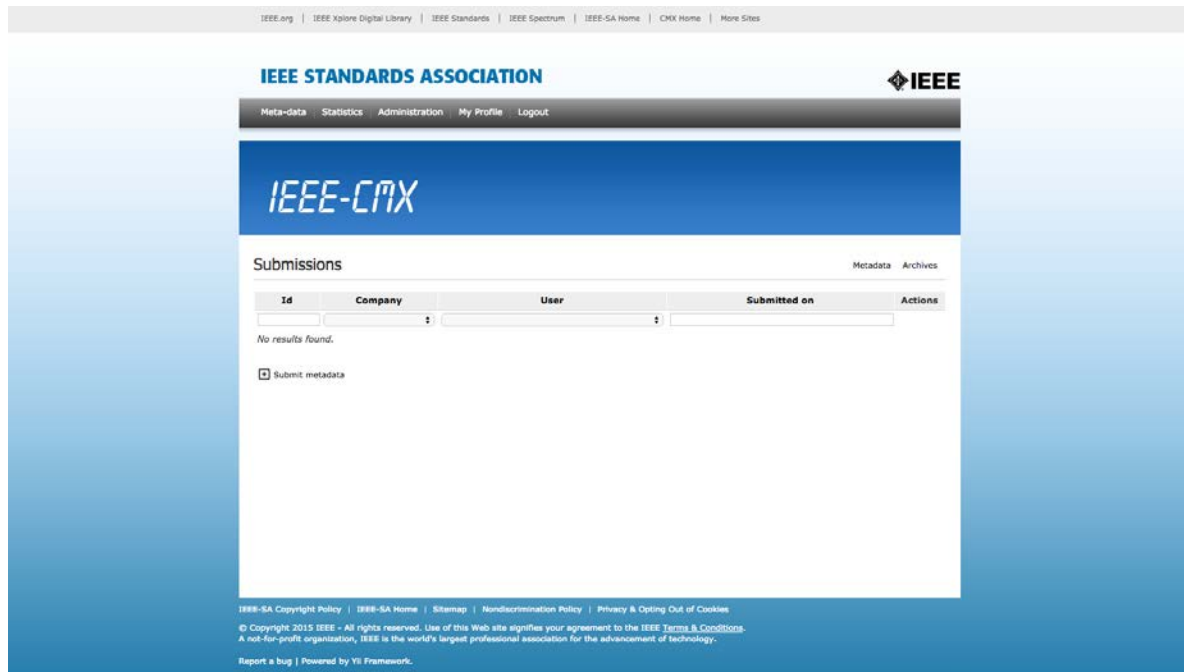 IEEE.org | IEEE Xplore Digital Library | IEEE Standards | IEEE Spectrum | IEEE-SA Home | CMX Home | More Sites
IEEE STANDARDS ASSOCIATION
IEEE
Meta-data Statistics Administration My Profile Logout
IEEE-CMX
Submissions
Metadata Archives
Id Company User Submitted on Actions
No results found.
Submit metadata
IEEE-SA Copyright Policy | IEEE-SA Home | Sitemap | Nondiscrimination Policy | Privacy & Opting Out of Cookies
© Copyright 2015 IEEE - All rights reserved. Use of this Web site signifies your agreement to the IEEE Terms & Conditions.
A not-for-profit organization, IEEE is the world's largest professional association for the advancement of technology.
Report a bug | Powered by Yii Framework.